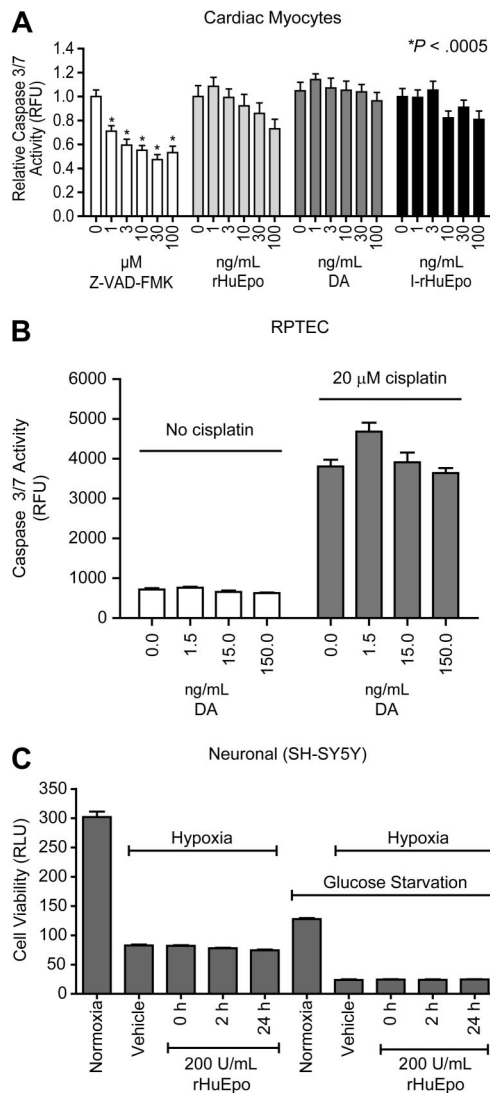 A
Cardiac Myocytes
*P < .0005
Relative Caspase 3/7
Activity (RFU)
1.4
1.2
1.0
0.8
0.6
0.4
0.2
0.0
* * * * *
0 1 3 10 30 100 0 1 3 10 30 100 0 1 3 10 30 100 0 1 3 10 30 100
µM ng/mL ng/mL ng/mL
Z-VAD-FMK rHuEpo DA I-rHuEpo
B
RPTEC
Caspase 3/7 Activity
(RFU)
6000
5000
4000
3000
2000
1000
0
No cisplatin
20 µM cisplatin
0.0 1.5 15.0 150.0 0.0 1.5 15.0 150.0
ng/mL ng/mL
DA DA
C
Neuronal (SH-SY5Y)
Cell Viability (RLU)
350
300
250
200
150
100
50
0
Hypoxia Hypoxia
Glucose Starvation
Normoxia Vehicle 0 h 2 h 24 h Normoxia Vehicle 0 h 2 h 24 h
200 U/mL 200 U/mL
rHuEpo rHuEpo